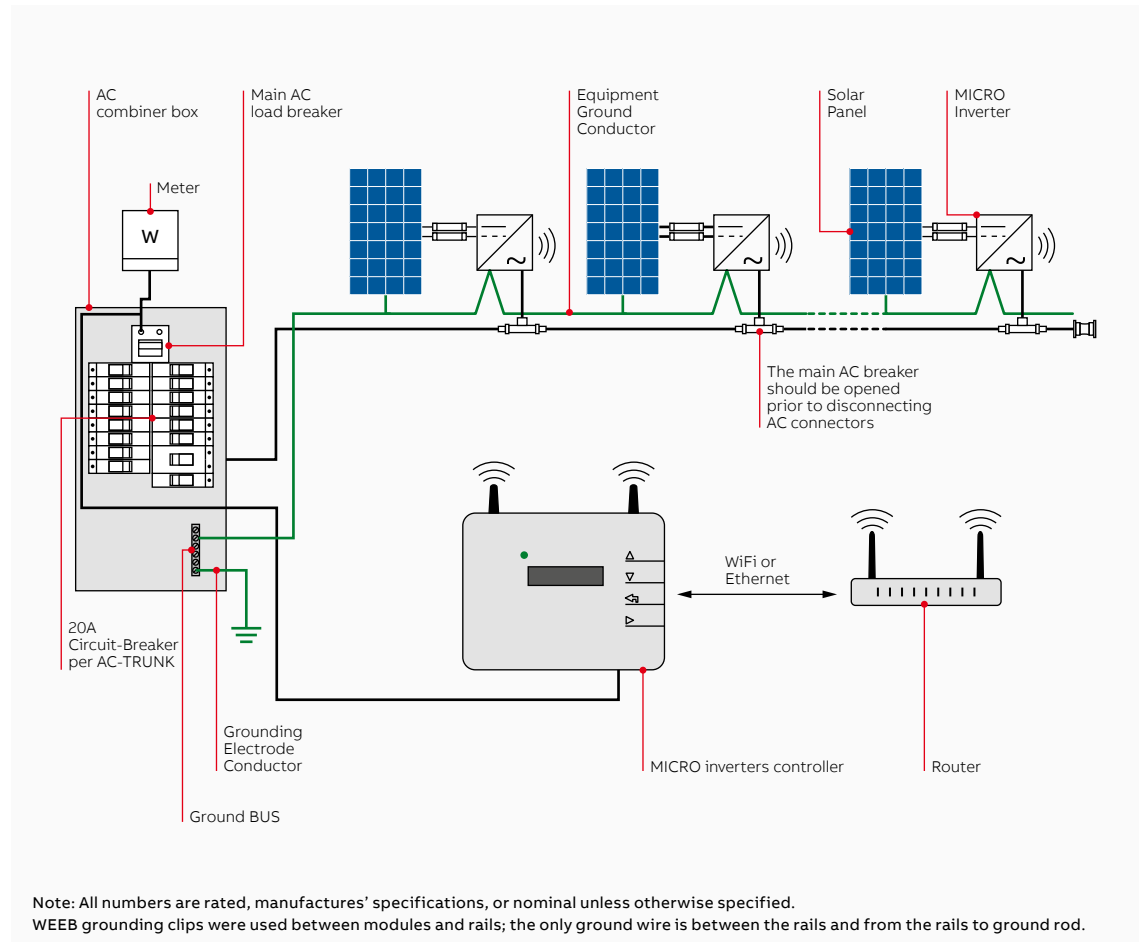 AC
combiner box
Main AC
load breaker
Equipment
Ground
Conductor
Solar
Panel
MICRO
Inverter
Meter
W
The main AC breaker
should be opened
prior to disconnecting
AC connectors
WiFi or
Ethernet
20A
Circuit-Breaker
per AC-TRUNK
Grounding
Electrode
Conductor
MICRO inverters controller
Router
Ground BUS
Note: All numbers are rated, manufactures’ specifications, or nominal unless otherwise specified.
WEEB grounding clips were used between modules and rails; the only ground wire is between the rails and from the rails to ground rod.